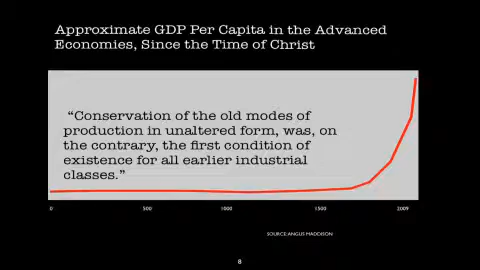 Approximate GDP Per Capita in the Advanced
Economies, Since the Time of Christ
“Conservation of the old modes of
production in unaltered form, was, on
the contrary, the first condition of
existence for all earlier industrial
classes.”
0 500 1000 1500 2009
SOURCE:ANGUS MADDISON
8